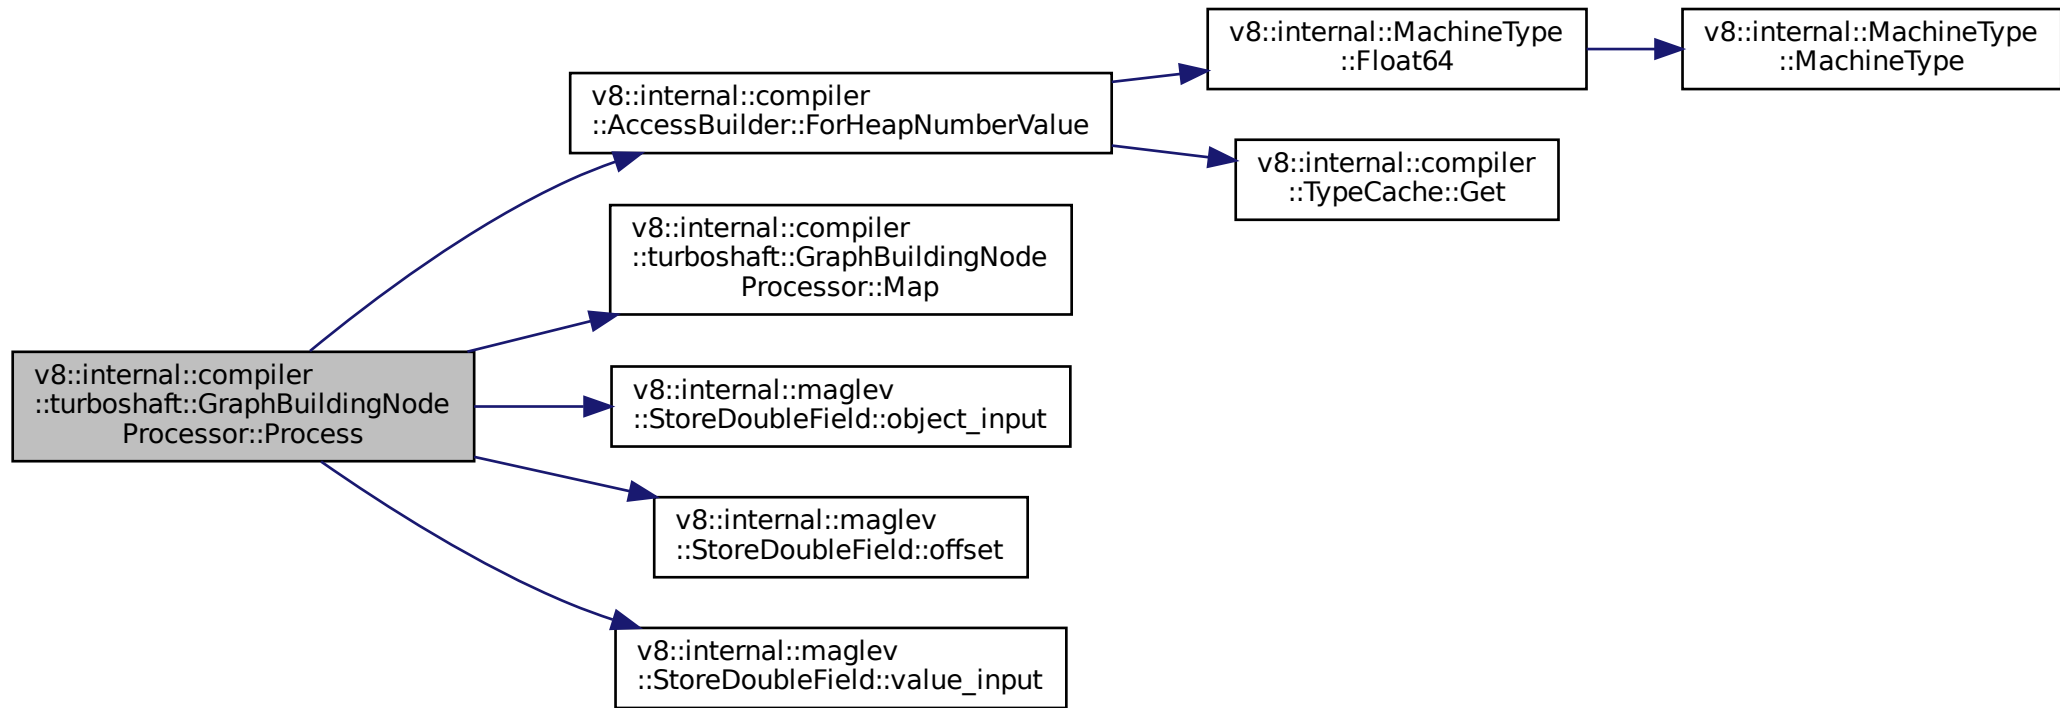 v8::internal::compiler
::turboshaft::GraphBuildingNode
Processor::Process
v8::internal::compiler
::AccessBuilder::ForHeapNumberValue
v8::internal::MachineType
::Float64
v8::internal::MachineType
::MachineType
v8::internal::compiler
::TypeCache::Get
v8::internal::compiler
::turboshaft::GraphBuildingNode
Processor::Map
v8::internal::maglev
::StoreDoubleField::object_input
v8::internal::maglev
::StoreDoubleField::offset
v8::internal::maglev
::StoreDoubleField::value_input